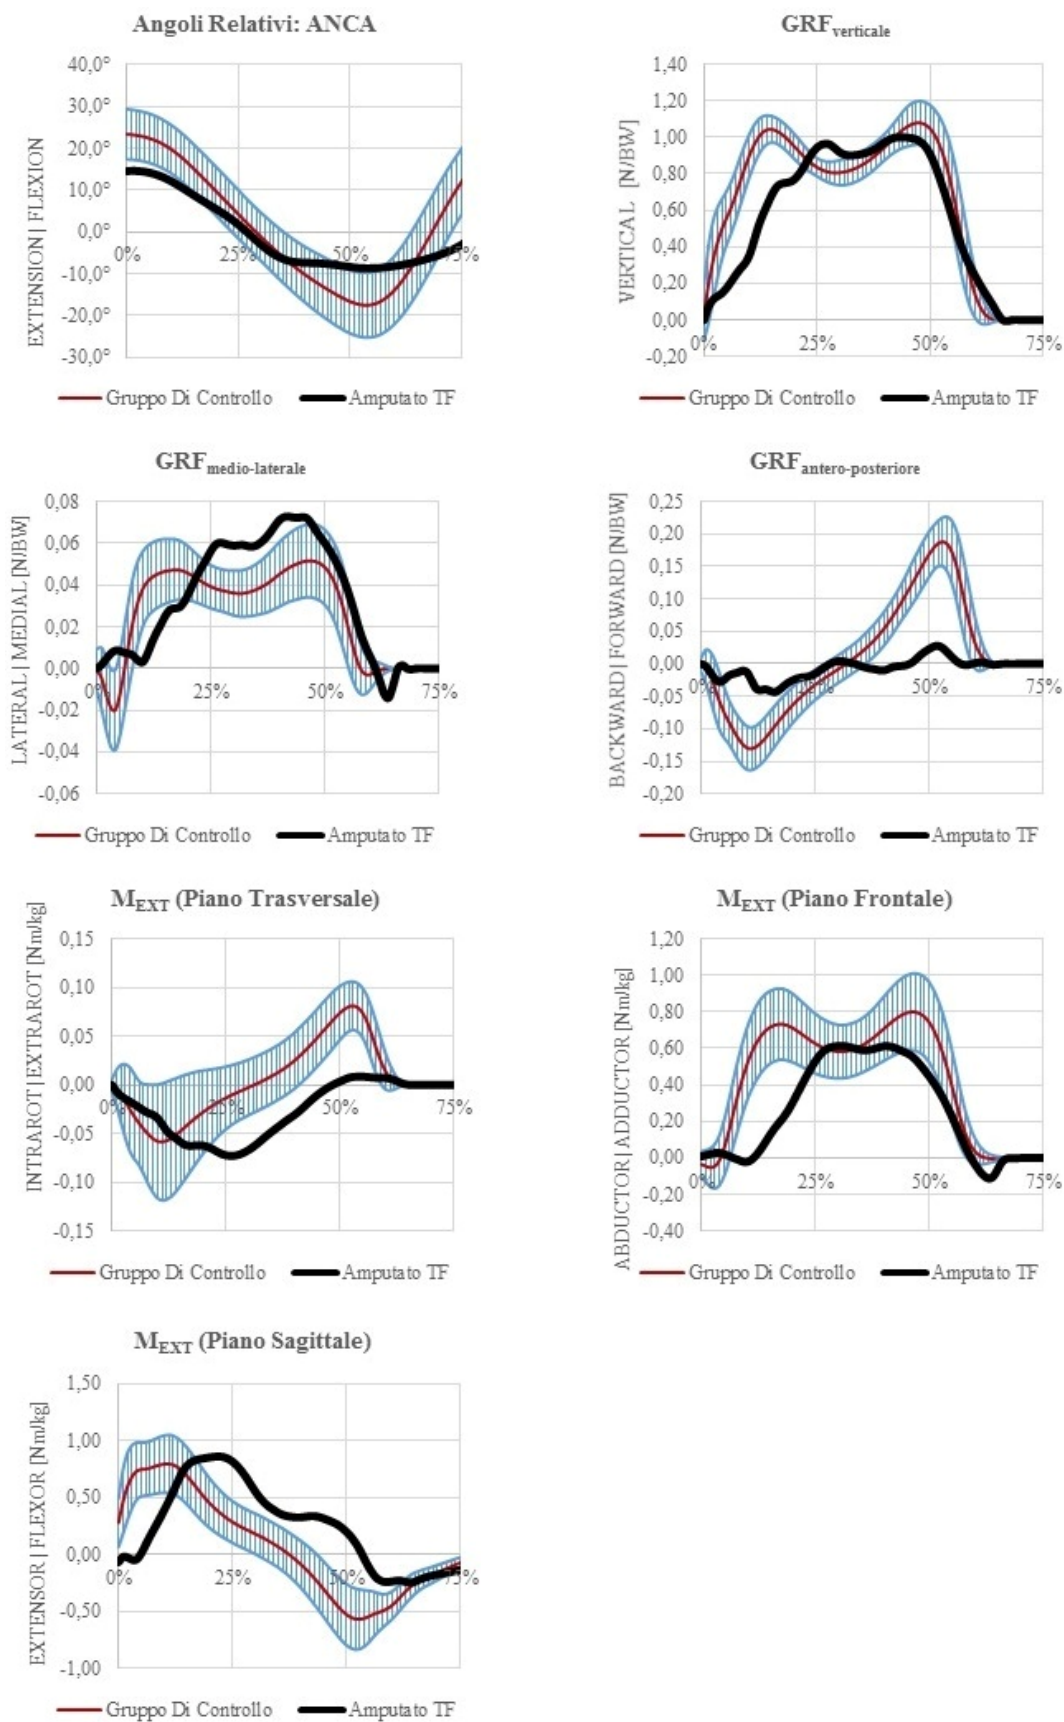 Angoli Relativi: ANCA
EXTENSION | FLEXION
40,0°
30,0°
20,0°
10,0°
0,0°
-10,0°
-20,0°
-30,0°
0% 25% 50% 75%
Gruppo Di Controllo Amputato TF
GRFverticale
VERTICAL [N/BW]
1,40
1,20
1,00
0,80
0,60
0,40
0,20
0,00
-0,20
0% 25% 50% 75%
Gruppo Di Controllo Amputato TF
GRFmedio-laterale
LATERAL | MEDIAL [N/BW]
0,08
0,06
0,04
0,02
0,00
-0,02
-0,04
-0,06
0% 25% 50% 75%
Gruppo Di Controllo Amputato TF
GRFantero-posteriore
BACKWARD | FORWARD [N/BW]
0,25
0,20
0,15
0,10
0,05
0,00
-0,05
-0,10
-0,15
-0,20
0% 25% 50% 75%
Gruppo Di Controllo Amputato TF
MEXT (Piano Trasversale)
INTRAROT | EXTRAROT [Nm/kg]
0,15
0,10
0,05
0,00
-0,05
-0,10
-0,15
0% 25% 50% 75%
Gruppo Di Controllo Amputato TF
MEXT (Piano Frontale)
ABDUCTOR | ADDUCTOR [Nm/kg]
1,20
1,00
0,80
0,60
0,40
0,20
0,00
-0,20
-0,40
0% 25% 50% 75%
Gruppo Di Controllo Amputato TF
MEXT (Piano Sagittale)
EXTENSOR | FLEXOR [Nm/kg]
1,50
1,00
0,50
0,00
-0,50
-1,00
0% 25% 50% 75%
Gruppo Di Controllo Amputato TF